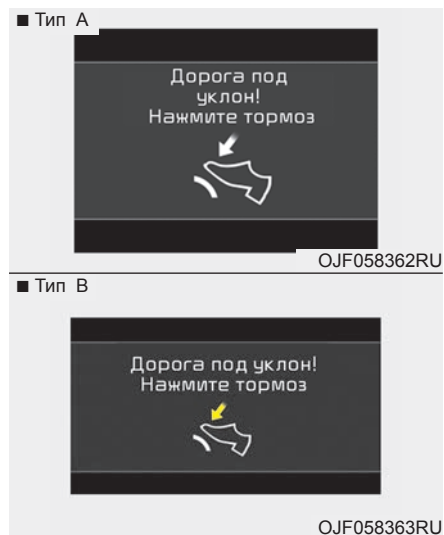 ■ Тип A
Дорога под
уклон!
Нажмите тормоз
OJF058362RU
■ Тип B
Дорога под уклон!
Нажмите тормоз
OJF058363RU